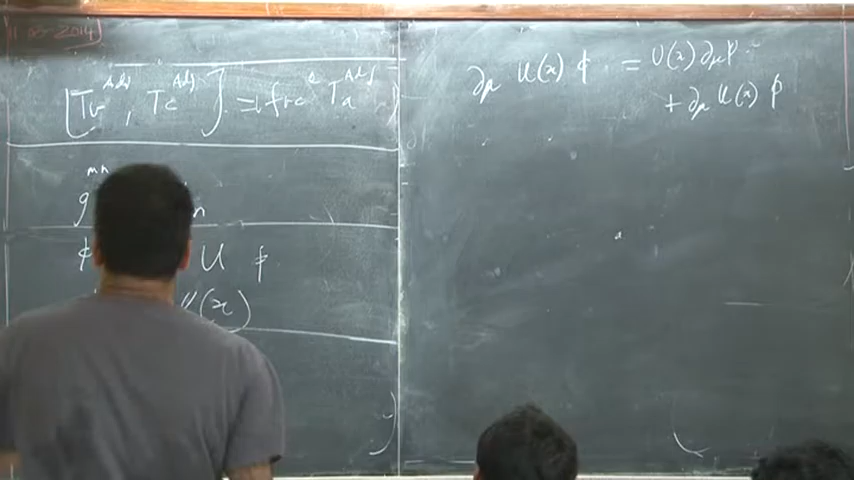 [T_b^Adj, T_c^Adj] = i f_bc^a T_a^Adj
g^mn
n
φ U φ
U(x)
∂_μ U(x) φ = U(x) ∂_μ φ
+ ∂_μ U(x) φ